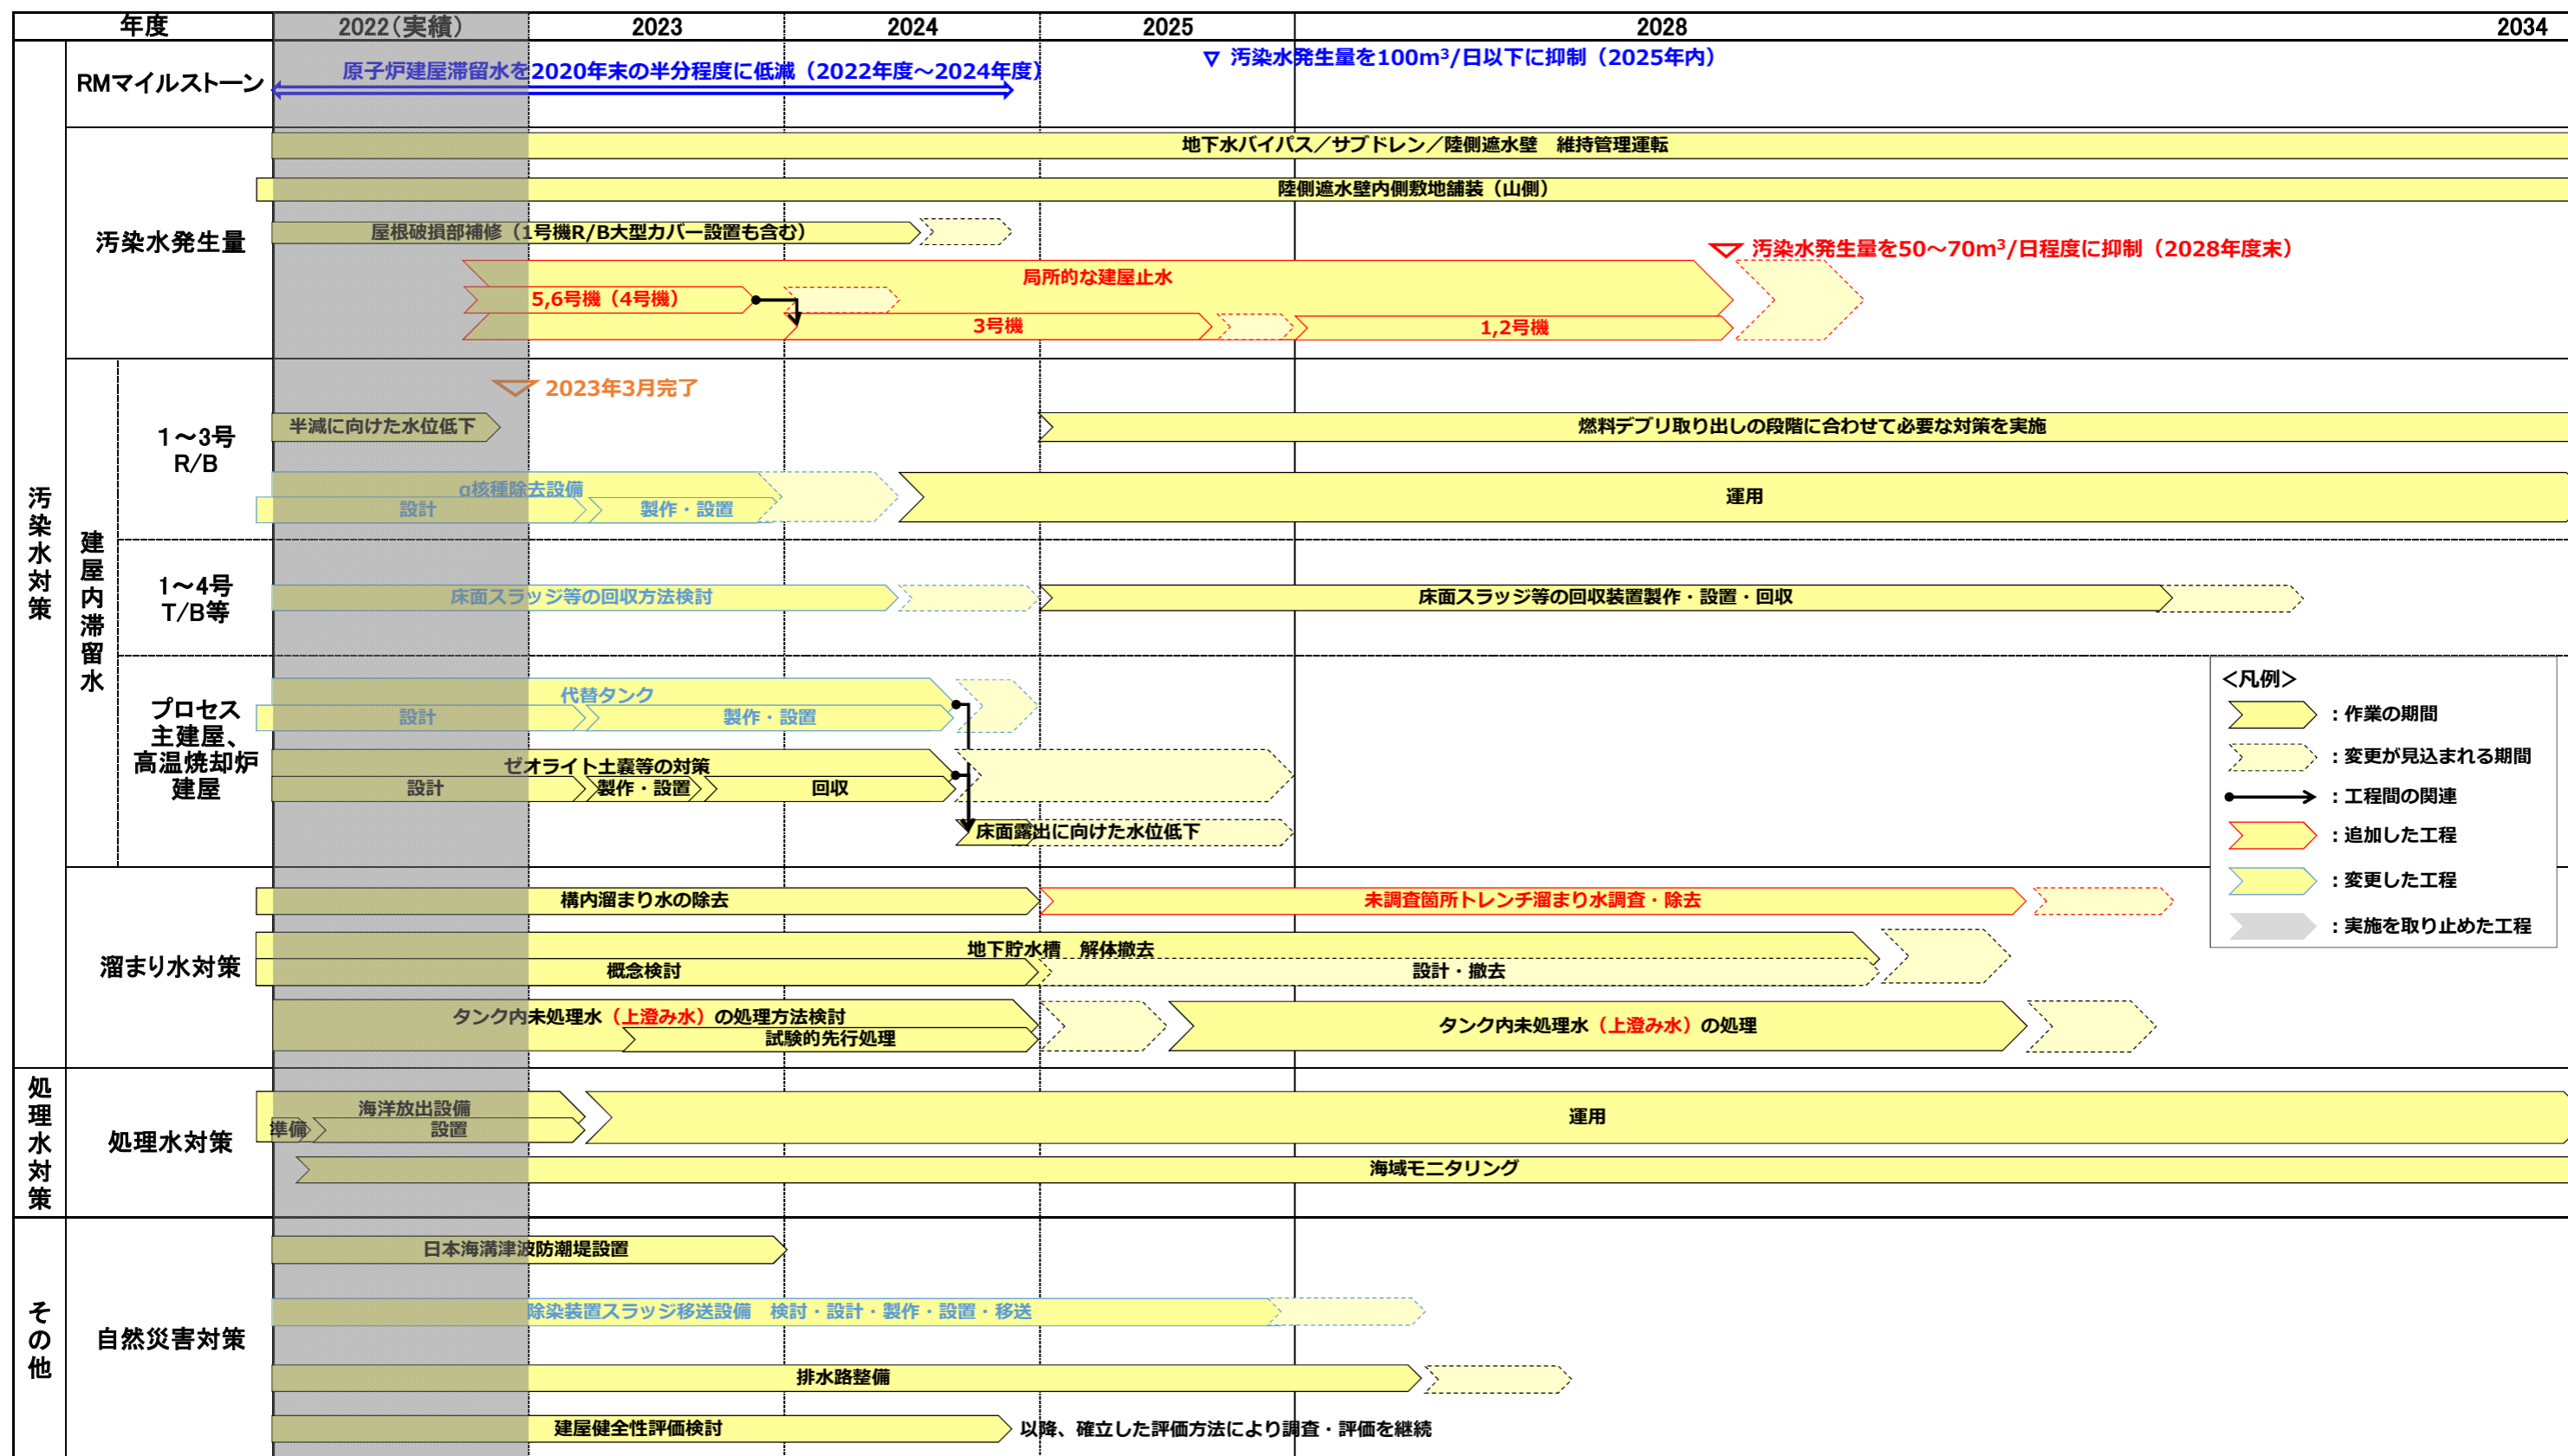 年度
2022(実績)
2023
2024
2025
2028
2034
汚染水対策
RMマイルストーン
原子炉建屋滞留水を2020年末の半分程度に低減（2022年度～2024年度）
▽ 汚染水発生量を100m³/日以下に抑制（2025年内）
汚染水発生量
地下水バイパス／サブドレン／陸側遮水壁　維持管理運転
陸側遮水壁内側敷地舗装（山側）
屋根破損部補修（1号機R/B大型カバー設置も含む）
汚染水発生量を50～70m³/日程度に抑制（2028年度末）
局所的な建屋止水
5,6号機（4号機）
3号機
1,2号機
建屋内滞留水
1～3号
R/B
2023年3月完了
半減に向けた水位低下
燃料デブリ取り出しの段階に合わせて必要な対策を実施
α核種除去設備
設計
製作・設置
運用
1～4号
T/B等
床面スラッジ等の回収方法検討
床面スラッジ等の回収装置製作・設置・回収
プロセス
主建屋、
高温焼却炉
建屋
代替タンク
設計
製作・設置
ゼオライト土嚢等の対策
設計
製作・設置
回収
床面露出に向けた水位低下
＜凡例＞
：作業の期間
：変更が見込まれる期間
：工程間の関連
：追加した工程
：変更した工程
：実施を取り止めた工程
溜まり水対策
構内溜まり水の除去
未調査箇所トレンチ溜まり水調査・除去
地下貯水槽　解体撤去
概念検討
設計・撤去
タンク内未処理水（上澄み水）の処理方法検討
試験的先行処理
タンク内未処理水（上澄み水）の処理
処理水対策
処理水対策
海洋放出設備
準備
設置
運用
海域モニタリング
その他
自然災害対策
日本海溝津波防潮堤設置
除染装置スラッジ移送設備　検討・設計・製作・設置・移送
排水路整備
建屋健全性評価検討
以降、確立した評価方法により調査・評価を継続